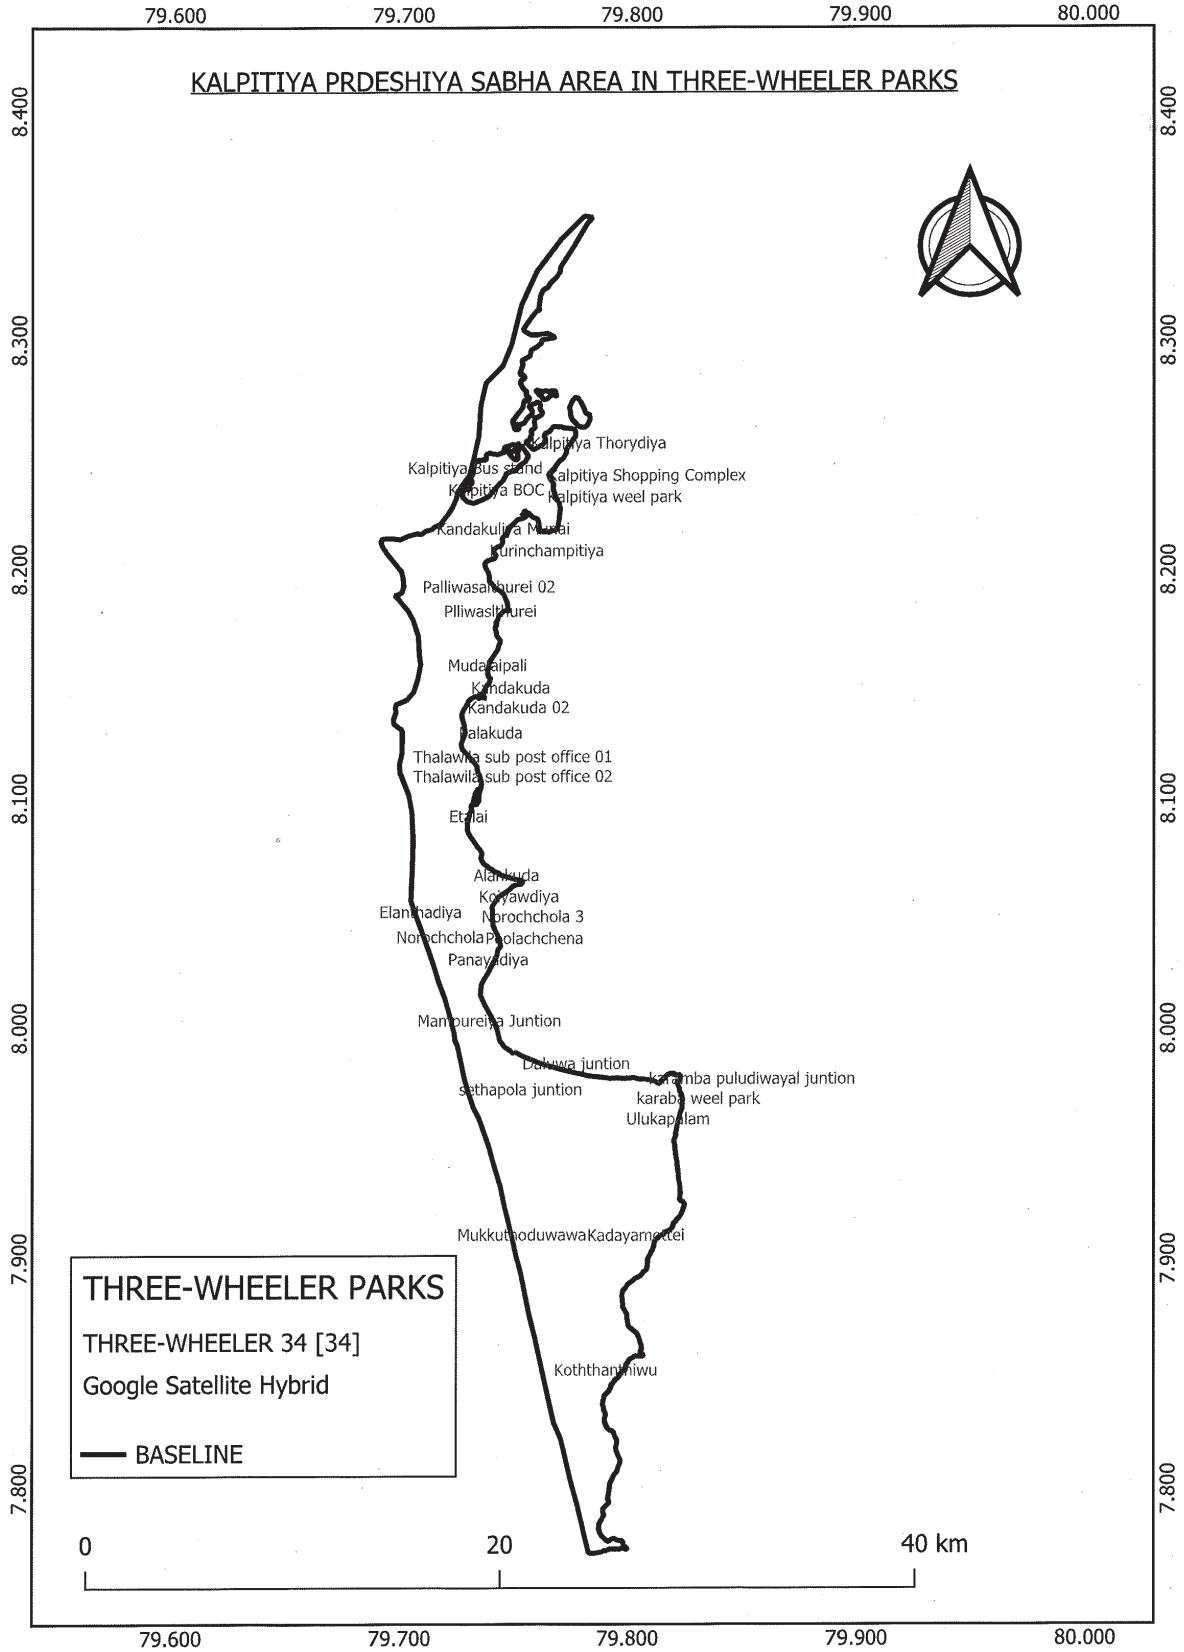 79.600 79.700 79.800 79.900 80.000
KALPITIYA PRDESHIYA SABHA AREA IN THREE-WHEELER PARKS
8.400 8.400
8.300 8.300
Kalpitiya Thorydiya
Kalpitiya Bus stand
Kalpitiya Shopping Complex
Kalpitiya BOC
Kalpitiya weel park
Kandakuliya Munai
Kurinchampitiya
8.200 8.200
Palliwasalthurei 02
Plliwaslthurei
Mudalaipali
Kandakuda
Kandakuda 02
Palakuda
Thalawila sub post office 01
Thalawila sub post office 02
8.100 8.100
Etalai
Alankuda
Koiyawdiya
Elanthadiya
Norochchola 3
Norochchola
Poolachchena
Panayadiya
8.000 8.000
Mampureiya Juntion
Daluwa juntion
karamba puludiwayal juntion
sethapola juntion
karaba weel park
Ulukapalam
Mukkuthoduwawa
Kadayamottei
7.900 7.900
THREE-WHEELER PARKS
THREE-WHEELER 34 [34]
Google Satellite Hybrid
BASELINE
Koththanthiwu
7.800 7.800
0 20 40 km
79.600 79.700 79.800 79.900 80.000